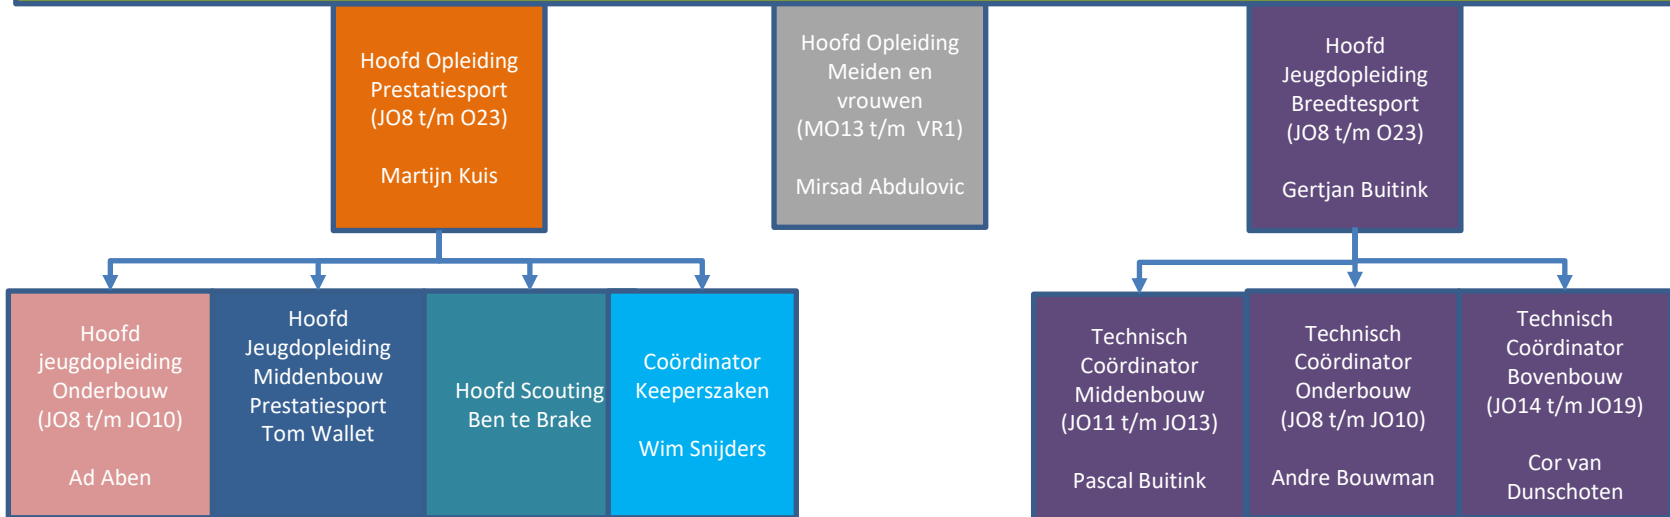 Hoofd Opleiding
Prestatiesport
(JO8 t/m O23)
Martijn Kuis
Hoofd Opleiding
Meiden en
vrouwen
(MO13 t/m VR1)
Mirsad Abdulovic
Hoofd
Jeugdopleiding
Breedtesport
(JO8 t/m O23)
Gertjan Buitink
Hoofd
jeugdopleiding
Onderbouw
(JO8 t/m JO10)
Ad Aben
Hoofd
Jeugdopleiding
Middenbouw
Prestatiesport
Tom Wallet
Hoofd Scouting
Ben te Brake
Coördinator
Keeperszaken
Wim Snijders
Technisch
Coördinator
Middenbouw
(JO11 t/m JO13)
Pascal Buitink
Technisch
Coördinator
Onderbouw
(JO8 t/m JO10)
Andre Bouwman
Technisch
Coördinator
Bovenbouw
(JO14 t/m JO19)
Cor van
Dunschoten